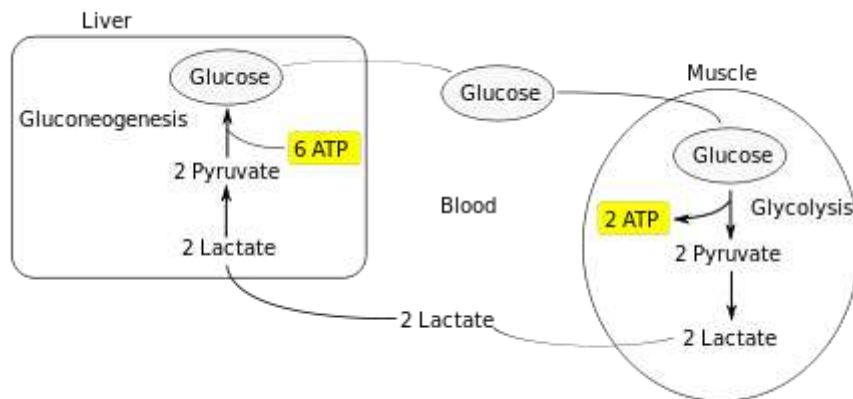 Liver
Glucose
Gluconeogenesis
6 ATP
2 Pyruvate
2 Lactate
Glucose
Blood
2 Lactate
Muscle
Glucose
2 ATP
Glycolysis
2 Pyruvate
2 Lactate